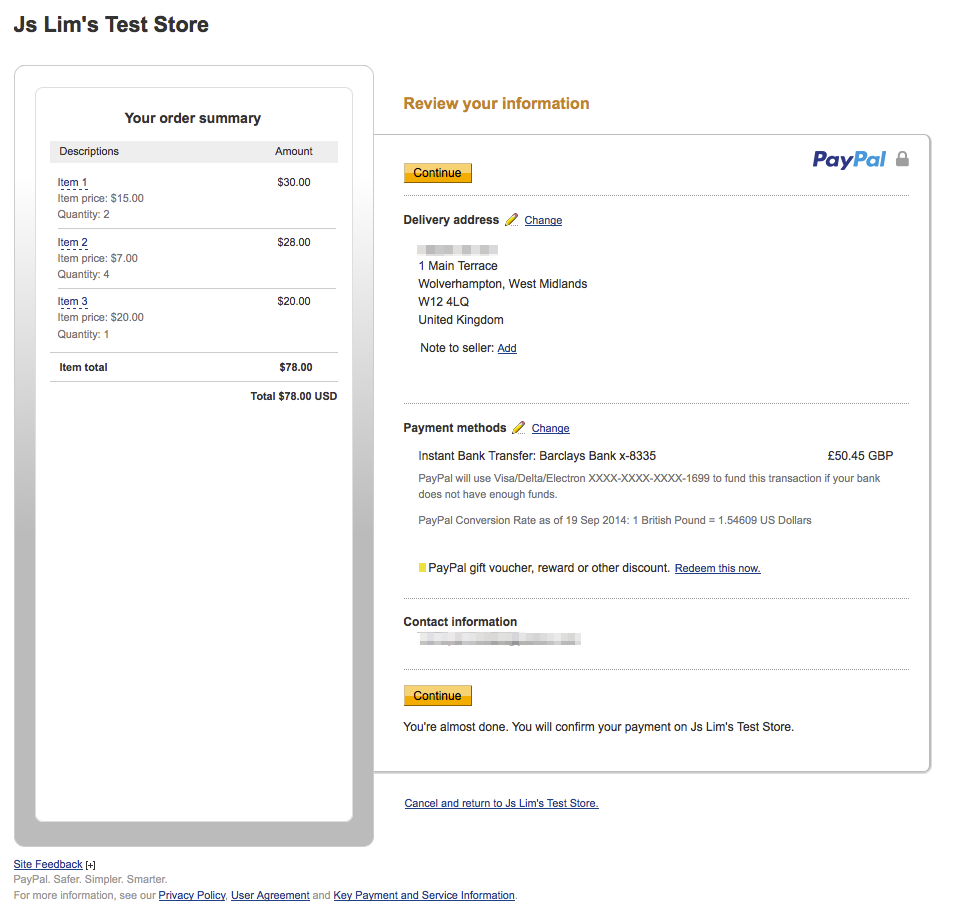 Js Lim's Test Store
Your order summary
Descriptions Amount
Item 1 $30.00
Item price: $15.00
Quantity: 2
Item 2 $28.00
Item price: $7.00
Quantity: 4
Item 3 $20.00
Item price: $20.00
Quantity: 1
Item total $78.00
Total $78.00 USD
Review your information
PayPal
Continue
Delivery address Change
1 Main Terrace
Wolverhampton, West Midlands
W12 4LQ
United Kingdom
Note to seller: Add
Payment methods Change
Instant Bank Transfer: Barclays Bank x-8335 £50.45 GBP
PayPal will use Visa/Delta/Electron XXXX-XXXX-XXXX-1699 to fund this transaction if your bank
does not have enough funds.
PayPal Conversion Rate as of 19 Sep 2014: 1 British Pound = 1.54609 US Dollars
PayPal gift voucher, reward or other discount. Redeem this now.
Contact information
Continue
You're almost done. You will confirm your payment on Js Lim's Test Store.
Cancel and return to Js Lim's Test Store.
Site Feedback [+]
PayPal. Safer. Simpler. Smarter.
For more information, see our Privacy Policy, User Agreement and Key Payment and Service Information.